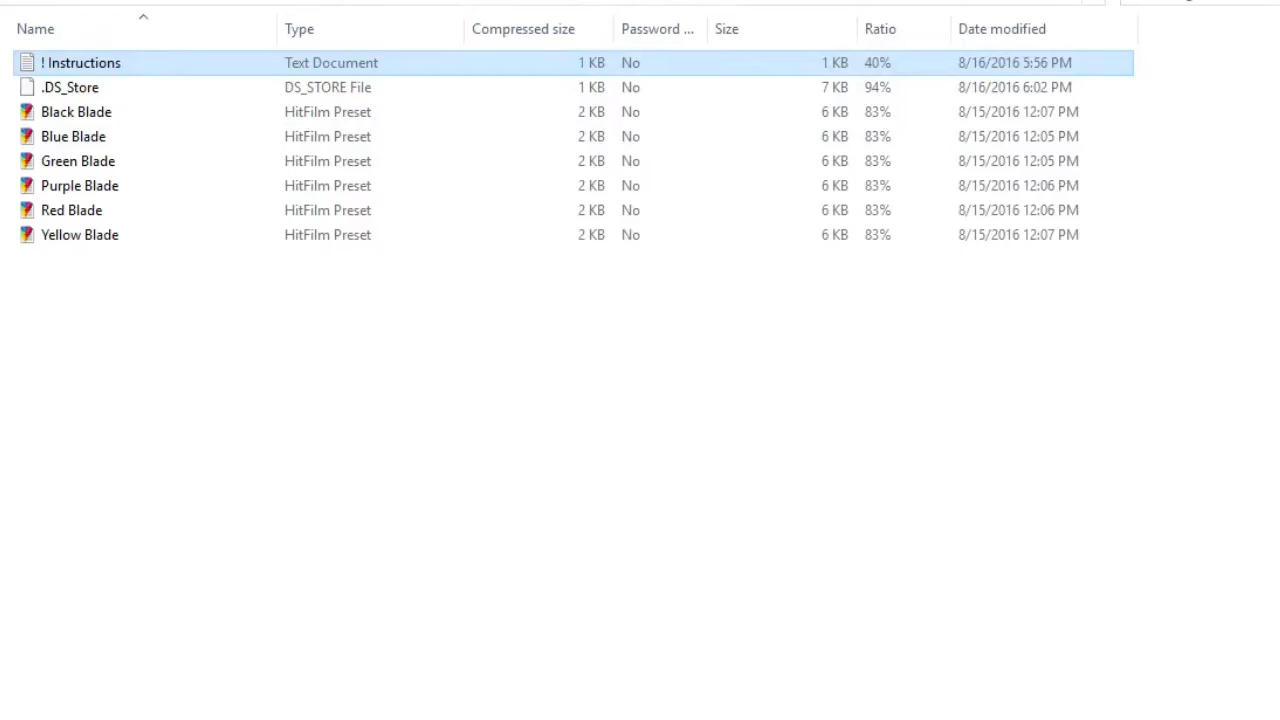 Name Type Compressed size Password ... Size Ratio Date modified
! Instructions Text Document 1 KB No 1 KB 40% 8/16/2016 5:56 PM
.DS_Store DS_STORE File 1 KB No 7 KB 94% 8/16/2016 6:02 PM
Black Blade HitFilm Preset 2 KB No 6 KB 83% 8/15/2016 12:07 PM
Blue Blade HitFilm Preset 2 KB No 6 KB 83% 8/15/2016 12:05 PM
Green Blade HitFilm Preset 2 KB No 6 KB 83% 8/15/2016 12:05 PM
Purple Blade HitFilm Preset 2 KB No 6 KB 83% 8/15/2016 12:06 PM
Red Blade HitFilm Preset 2 KB No 6 KB 83% 8/15/2016 12:06 PM
Yellow Blade HitFilm Preset 2 KB No 6 KB 83% 8/15/2016 12:07 PM